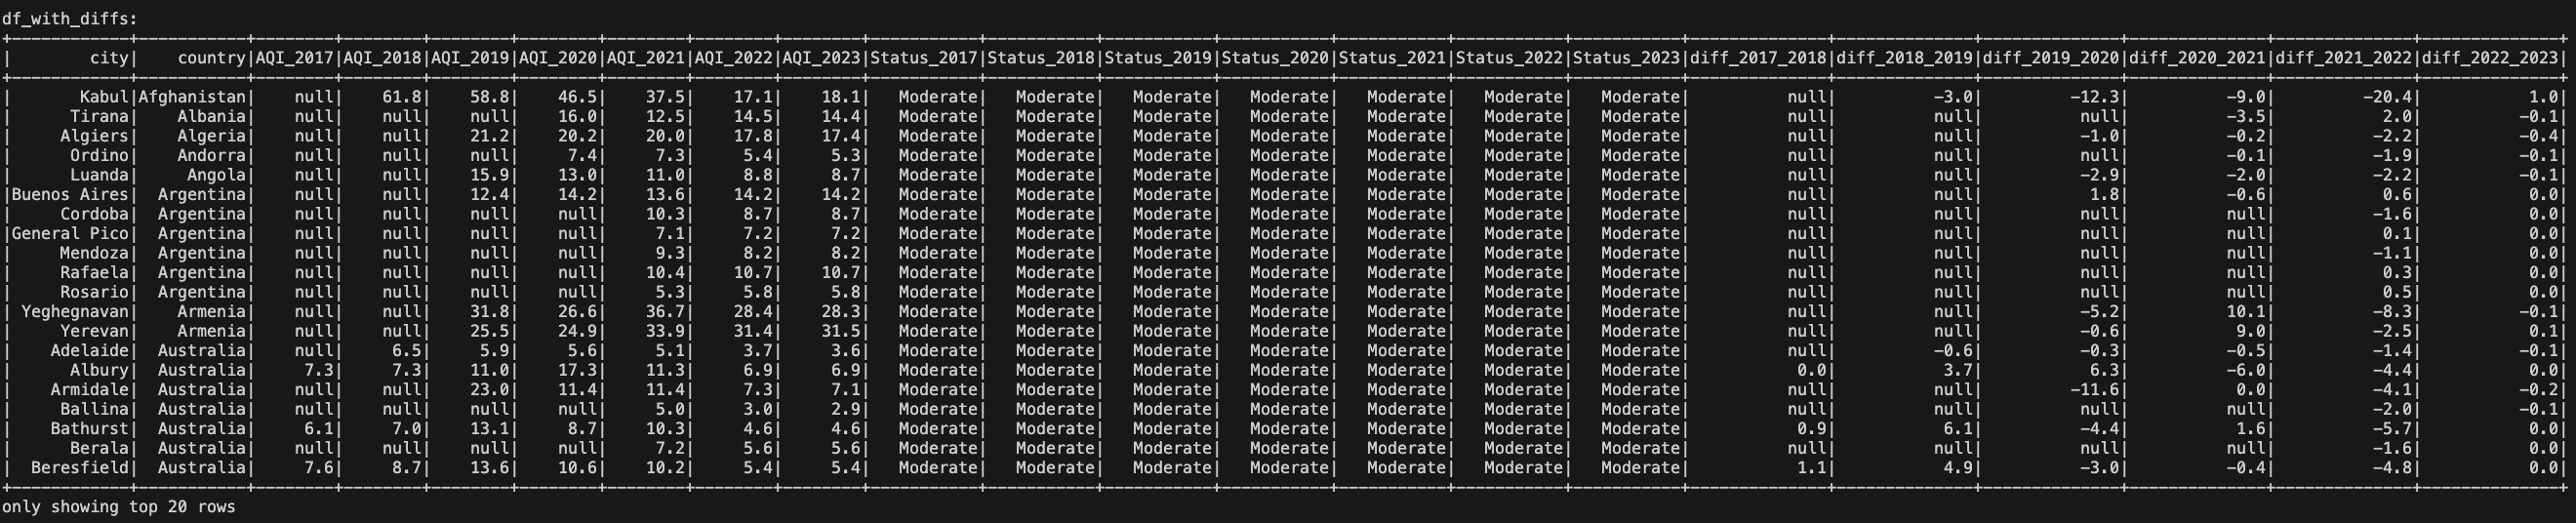 df_with_diffs:
+------------+-----------+--------+--------+--------+--------+--------+--------+--------+-----------+-----------+-----------+-----------+-----------+-----------+-----------+--------------+--------------+--------------+--------------+--------------+--------------+
|        city|    country|AQI_2017|AQI_2018|AQI_2019|AQI_2020|AQI_2021|AQI_2022|AQI_2023|Status_2017|Status_2018|Status_2019|Status_2020|Status_2021|Status_2022|Status_2023|diff_2017_2018|diff_2018_2019|diff_2019_2020|diff_2020_2021|diff_2021_2022|diff_2022_2023|
+------------+-----------+--------+--------+--------+--------+--------+--------+--------+-----------+-----------+-----------+-----------+-----------+-----------+-----------+--------------+--------------+--------------+--------------+--------------+--------------+
|       Kabul|Afghanistan|    null|    61.8|    58.8|    46.5|    37.5|    17.1|    18.1|   Moderate|   Moderate|   Moderate|   Moderate|   Moderate|   Moderate|   Moderate|          null|          -3.0|         -12.3|          -9.0|         -20.4|           1.0|
|      Tirana|    Albania|    null|    null|    null|    16.0|    12.5|    14.5|    14.4|   Moderate|   Moderate|   Moderate|   Moderate|   Moderate|   Moderate|   Moderate|          null|          null|          null|          -3.5|           2.0|          -0.1|
|     Algiers|    Algeria|    null|    null|    21.2|    20.2|    20.0|    17.8|    17.4|   Moderate|   Moderate|   Moderate|   Moderate|   Moderate|   Moderate|   Moderate|          null|          null|          -1.0|          -0.2|          -2.2|          -0.4|
|      Ordino|    Andorra|    null|    null|    null|     7.4|     7.3|     5.4|     5.3|   Moderate|   Moderate|   Moderate|   Moderate|   Moderate|   Moderate|   Moderate|          null|          null|          null|          -0.1|          -1.9|          -0.1|
|      Luanda|     Angola|    null|    null|    15.9|    13.0|    11.0|     8.8|     8.7|   Moderate|   Moderate|   Moderate|   Moderate|   Moderate|   Moderate|   Moderate|          null|          null|          -2.9|          -2.0|          -2.2|          -0.1|
|Buenos Aires|  Argentina|    null|    null|    12.4|    14.2|    13.6|    14.2|    14.2|   Moderate|   Moderate|   Moderate|   Moderate|   Moderate|   Moderate|   Moderate|          null|          null|           1.8|          -0.6|           0.6|           0.0|
|     Cordoba|  Argentina|    null|    null|    null|    null|    10.3|     8.7|     8.7|   Moderate|   Moderate|   Moderate|   Moderate|   Moderate|   Moderate|   Moderate|          null|          null|          null|          null|          -1.6|           0.0|
|General Pico|  Argentina|    null|    null|    null|    null|     7.1|     7.2|     7.2|   Moderate|   Moderate|   Moderate|   Moderate|   Moderate|   Moderate|   Moderate|          null|          null|          null|          null|           0.1|           0.0|
|     Mendoza|  Argentina|    null|    null|    null|    null|     9.3|     8.2|     8.2|   Moderate|   Moderate|   Moderate|   Moderate|   Moderate|   Moderate|   Moderate|          null|          null|          null|          null|          -1.1|           0.0|
|     Rafaela|  Argentina|    null|    null|    null|    null|    10.4|    10.7|    10.7|   Moderate|   Moderate|   Moderate|   Moderate|   Moderate|   Moderate|   Moderate|          null|          null|          null|          null|           0.3|           0.0|
|     Rosario|  Argentina|    null|    null|    null|    null|     5.3|     5.8|     5.8|   Moderate|   Moderate|   Moderate|   Moderate|   Moderate|   Moderate|   Moderate|          null|          null|          null|          null|           0.5|           0.0|
| Yeghegnavan|    Armenia|    null|    null|    31.8|    26.6|    36.7|    28.4|    28.3|   Moderate|   Moderate|   Moderate|   Moderate|   Moderate|   Moderate|   Moderate|          null|          null|          -5.2|          10.1|          -8.3|          -0.1|
|     Yerevan|    Armenia|    null|    null|    25.5|    24.9|    33.9|    31.4|    31.5|   Moderate|   Moderate|   Moderate|   Moderate|   Moderate|   Moderate|   Moderate|          null|          null|          -0.6|           9.0|          -2.5|           0.1|
|    Adelaide|  Australia|    null|     6.5|     5.9|     5.6|     5.1|     3.7|     3.6|   Moderate|   Moderate|   Moderate|   Moderate|   Moderate|   Moderate|   Moderate|          null|          -0.6|          -0.3|          -0.5|          -1.4|          -0.1|
|      Albury|  Australia|     7.3|     7.3|    11.0|    17.3|    11.3|     6.9|     6.9|   Moderate|   Moderate|   Moderate|   Moderate|   Moderate|   Moderate|   Moderate|           0.0|           3.7|           6.3|          -6.0|          -4.4|           0.0|
|    Armidale|  Australia|    null|    null|    23.0|    11.4|    11.4|     7.3|     7.1|   Moderate|   Moderate|   Moderate|   Moderate|   Moderate|   Moderate|   Moderate|          null|          null|         -11.6|           0.0|          -4.1|          -0.2|
|     Ballina|  Australia|    null|    null|    null|    null|     5.0|     3.0|     2.9|   Moderate|   Moderate|   Moderate|   Moderate|   Moderate|   Moderate|   Moderate|          null|          null|          null|          null|          -2.0|          -0.1|
|    Bathurst|  Australia|     6.1|     7.0|    13.1|     8.7|    10.3|     4.6|     4.6|   Moderate|   Moderate|   Moderate|   Moderate|   Moderate|   Moderate|   Moderate|           0.9|           6.1|          -4.4|           1.6|          -5.7|           0.0|
|      Berala|  Australia|    null|    null|    null|    null|     7.2|     5.6|     5.6|   Moderate|   Moderate|   Moderate|   Moderate|   Moderate|   Moderate|   Moderate|          null|          null|          null|          null|          -1.6|           0.0|
|  Beresfield|  Australia|     7.6|     8.7|    13.6|    10.6|    10.2|     5.4|     5.4|   Moderate|   Moderate|   Moderate|   Moderate|   Moderate|   Moderate|   Moderate|           1.1|           4.9|          -3.0|          -0.4|          -4.8|           0.0|
+------------+-----------+--------+--------+--------+--------+--------+--------+--------+-----------+-----------+-----------+-----------+-----------+-----------+-----------+--------------+--------------+--------------+--------------+--------------+--------------+
only showing top 20 rows